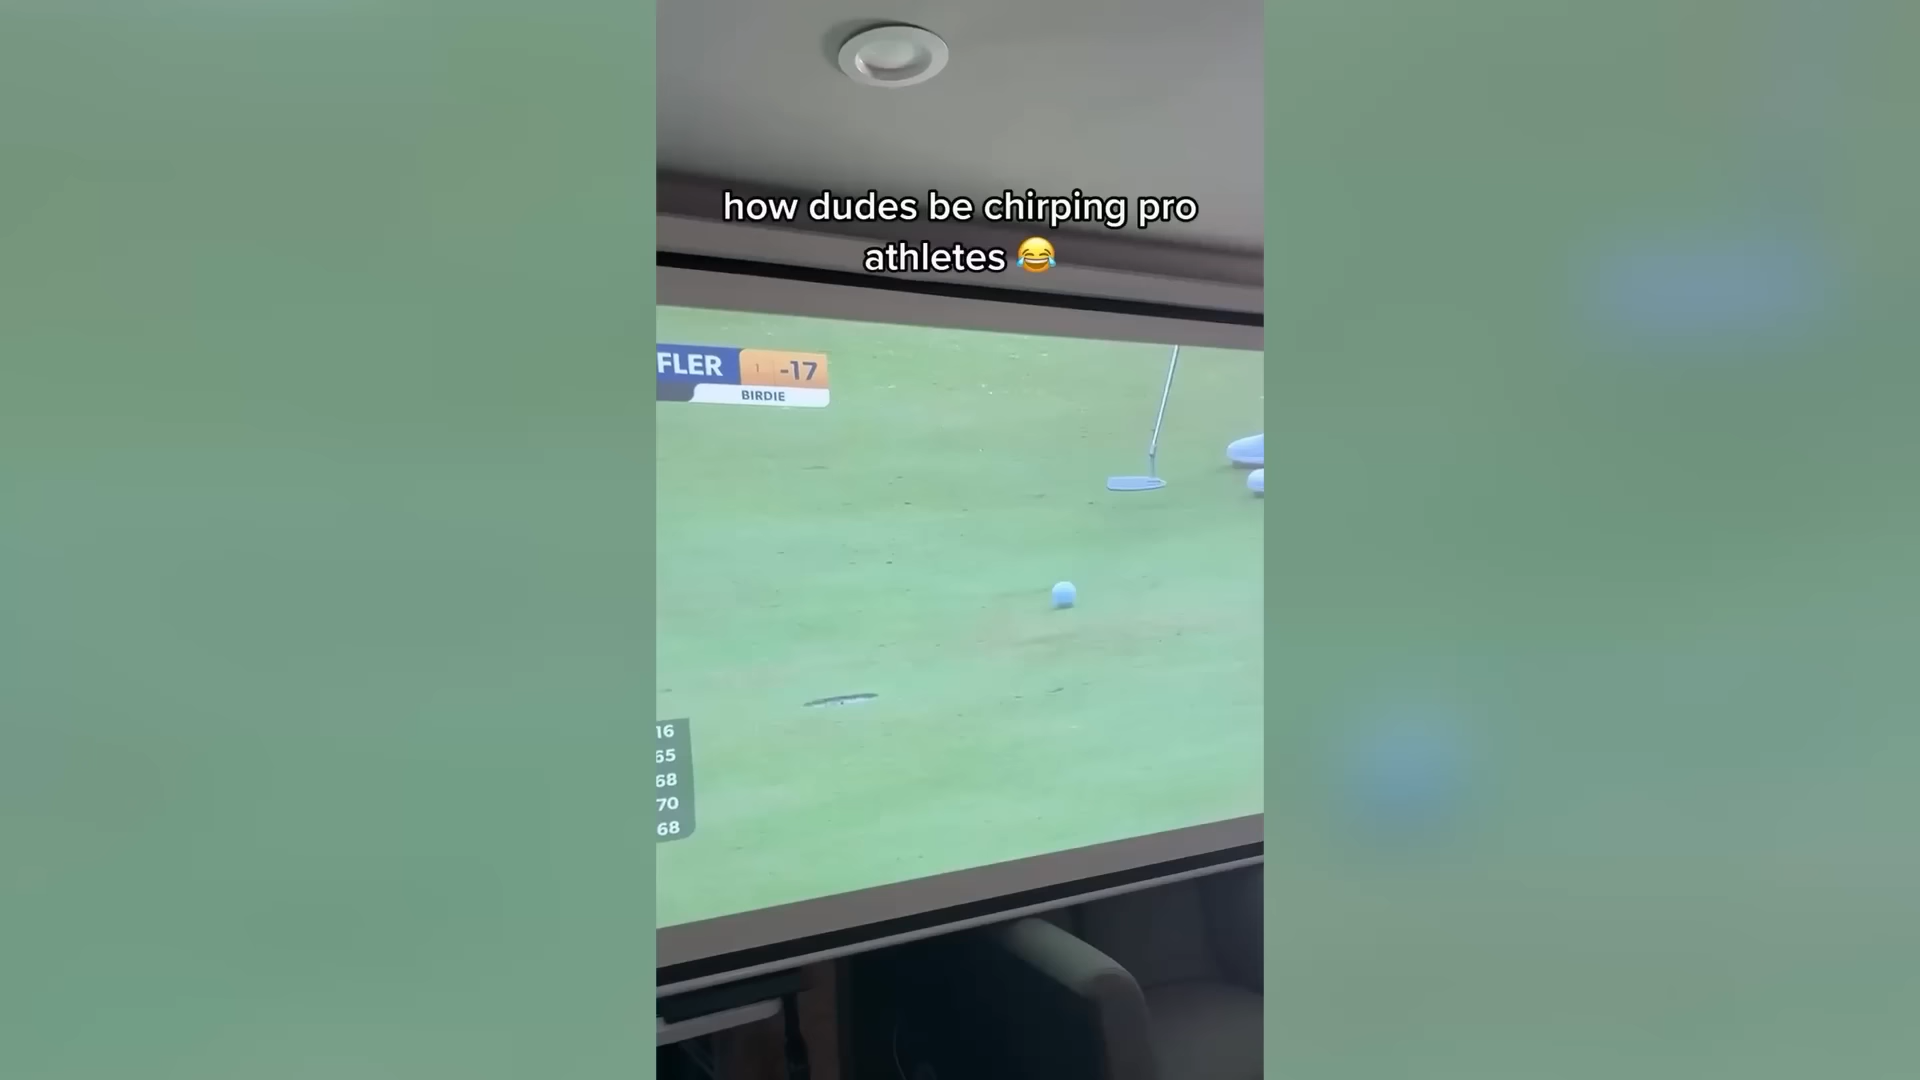 how dudes be chirping pro
athletes 😂
FLER 1 -17
BIRDIE
16
65
68
70
68